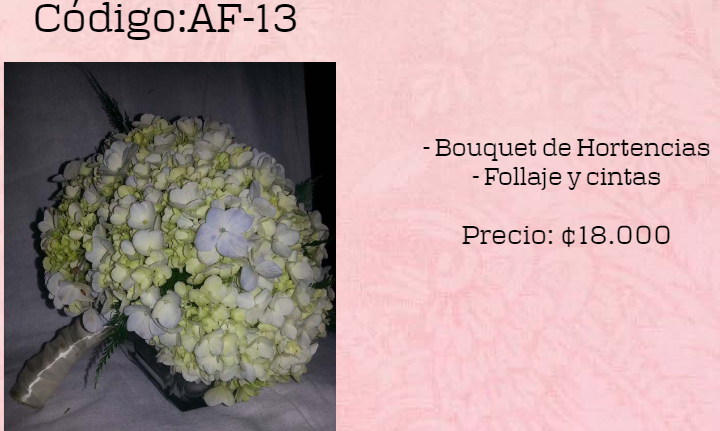 Código:AF-13
- Bouquet de Hortencias
- Follaje y cintas
Precio: ₡18.000